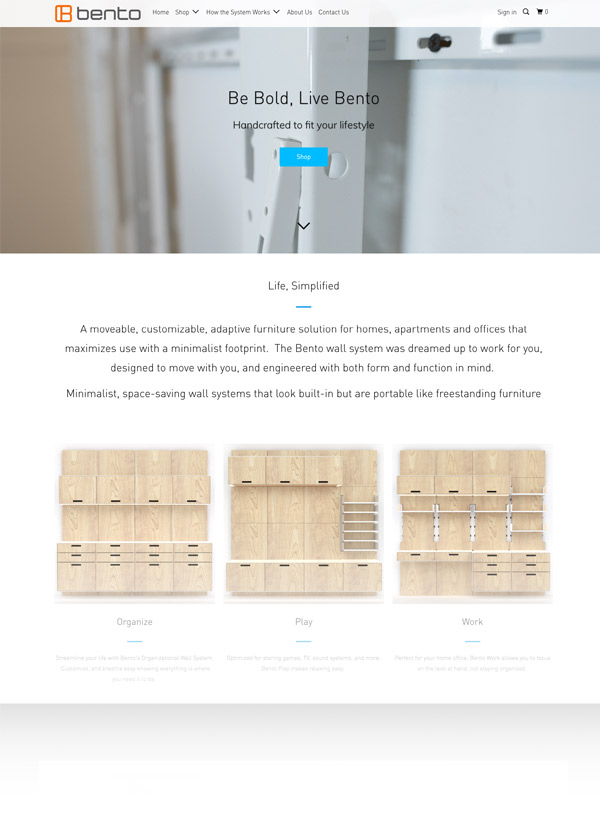 bento Home Shop How the System Works About Us Contact Us Sign in 0
Be Bold, Live Bento
Handcrafted to fit your lifestyle
Shop
Life, Simplified
A moveable, customizable, adaptive furniture solution for homes, apartments and offices that
maximizes use with a minimalist footprint. The Bento wall system was dreamed up to work for you,
designed to move with you, and engineered with both form and function in mind.
Minimalist, space-saving wall systems that look built-in but are portable like freestanding furniture
Organize
Streamline your life with Bento's Organizational Wall System.
Customize, and breathe easy knowing everything is where
you need it to be.
Play
Optimized for storing games, TV, sound systems, and more,
Bento Play makes relaxing easy.
Work
Perfect for your home office, Bento Work allows you to focus
on the task at hand, not staying organized.